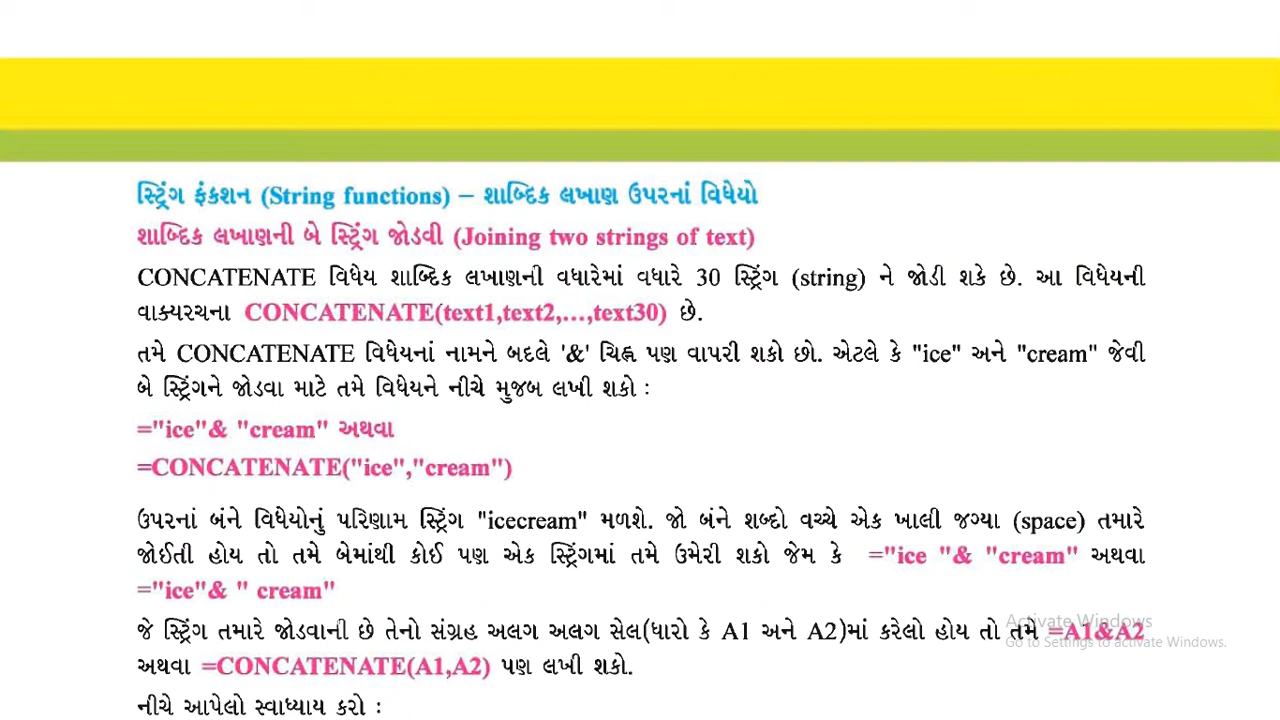 સ્ટ્રિંગ ફંકશન (String functions) – શાબ્દિક લખાણ ઉપરનાં વિધેયો
શાબ્દિક લખાણની બે સ્ટ્રિંગ જોડવી (Joining two strings of text)
CONCATENATE વિધેય શાબ્દિક લખાણની વધારેમાં વધારે 30 સ્ટ્રિંગ (string) ને જોડી શકે છે. આ વિધેયની
વાક્યરચના CONCATENATE(text1,text2,...,text30) છે.
તમે CONCATENATE વિધેયનાં નામને બદલે '&' ચિહ્ન પણ વાપરી શકો છો. એટલે કે "ice" અને "cream" જેવી
બે સ્ટ્રિંગને જોડવા માટે તમે વિધેયને નીચે મુજબ લખી શકો :
="ice"& "cream" અથવા
=CONCATENATE("ice","cream")
ઉપરનાં બંને વિધેયોનું પરિણામ સ્ટ્રિંગ "icecream" મળશે. જો બંને શબ્દો વચ્ચે એક ખાલી જગ્યા (space) તમારે
જોઈતી હોય તો તમે બેમાંથી કોઈ પણ એક સ્ટ્રિંગમાં તમે ઉમેરી શકો જેમ કે ="ice "& "cream" અથવા
="ice"& " cream"
જે સ્ટ્રિંગ તમારે જોડવાની છે તેનો સંગ્રહ અલગ અલગ સેલ(ધારો કે A1 અને A2)માં કરેલો હોય તો તમે =A1&A2
અથવા =CONCATENATE(A1,A2) પણ લખી શકો.
નીચે આપેલો સ્વાધ્યાય કરો :
Activate Windows
Go to Settings to activate Windows.